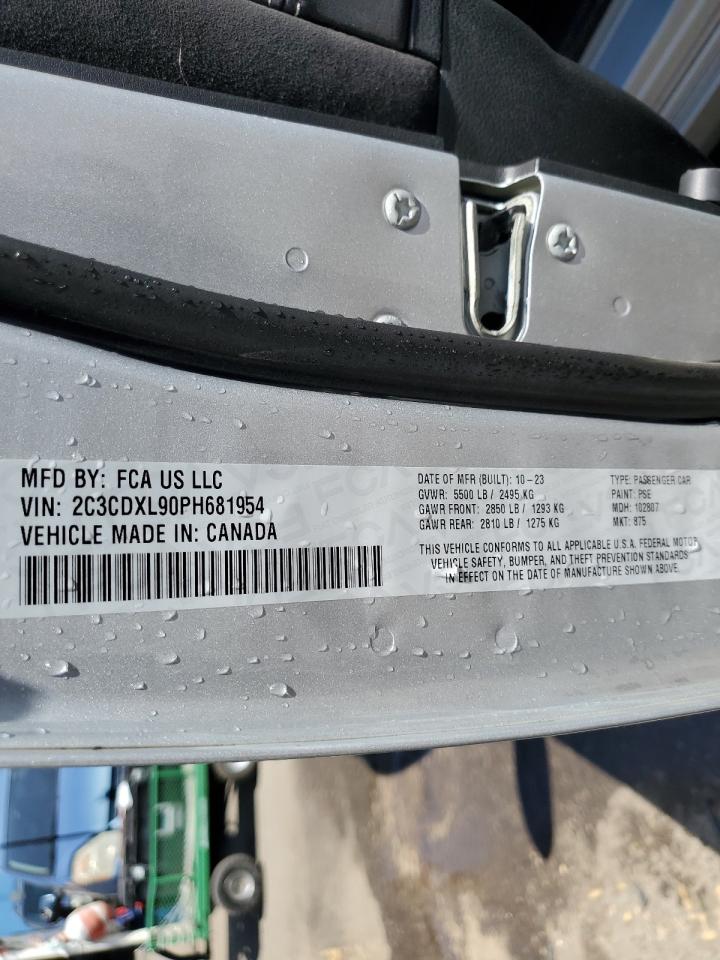 MFD BY: FCA US LLC
VIN: 2C3CDXL90PH681954
VEHICLE MADE IN: CANADA
DATE OF MFR (BUILT): 10-23
GVWR: 5500 LB / 2495 KG
GAWR FRONT: 2850 LB / 1293 KG
GAWR REAR: 2810 LB / 1275 KG
TYPE: PASSENGER CAR
PAINT: PSE
MDH: 102807
MKT: 875
THIS VEHICLE CONFORMS TO ALL APPLICABLE U.S.A. FEDERAL MOTOR
VEHICLE SAFETY, BUMPER, AND THEFT PREVENTION STANDARDS
IN EFFECT ON THE DATE OF MANUFACTURE SHOWN ABOVE.